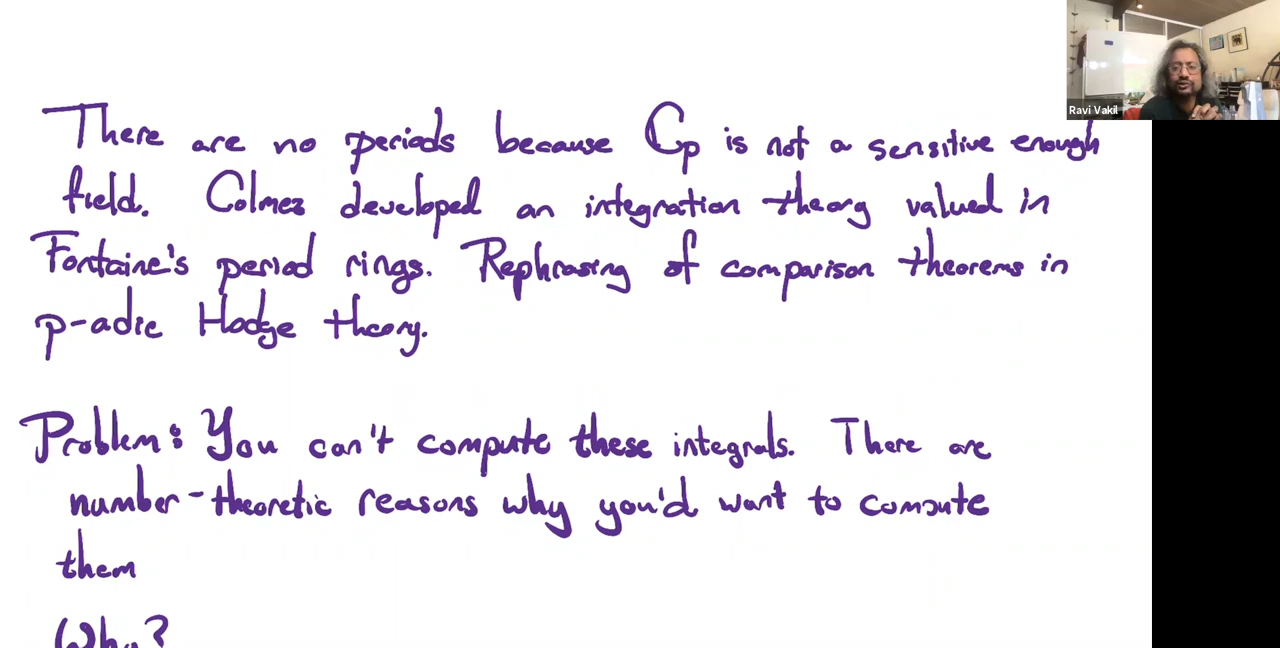 There are no periods because Cp is not a sensitive enough
field. Colmez developed an integration theory valued in
Fontaine's period rings. Rephrasing of comparison theorems in
p-adic Hodge theory.
Problem: You can't compute these integrals. There are
number-theoretic reasons why you'd want to compute
them
Why?
Ravi Vakil